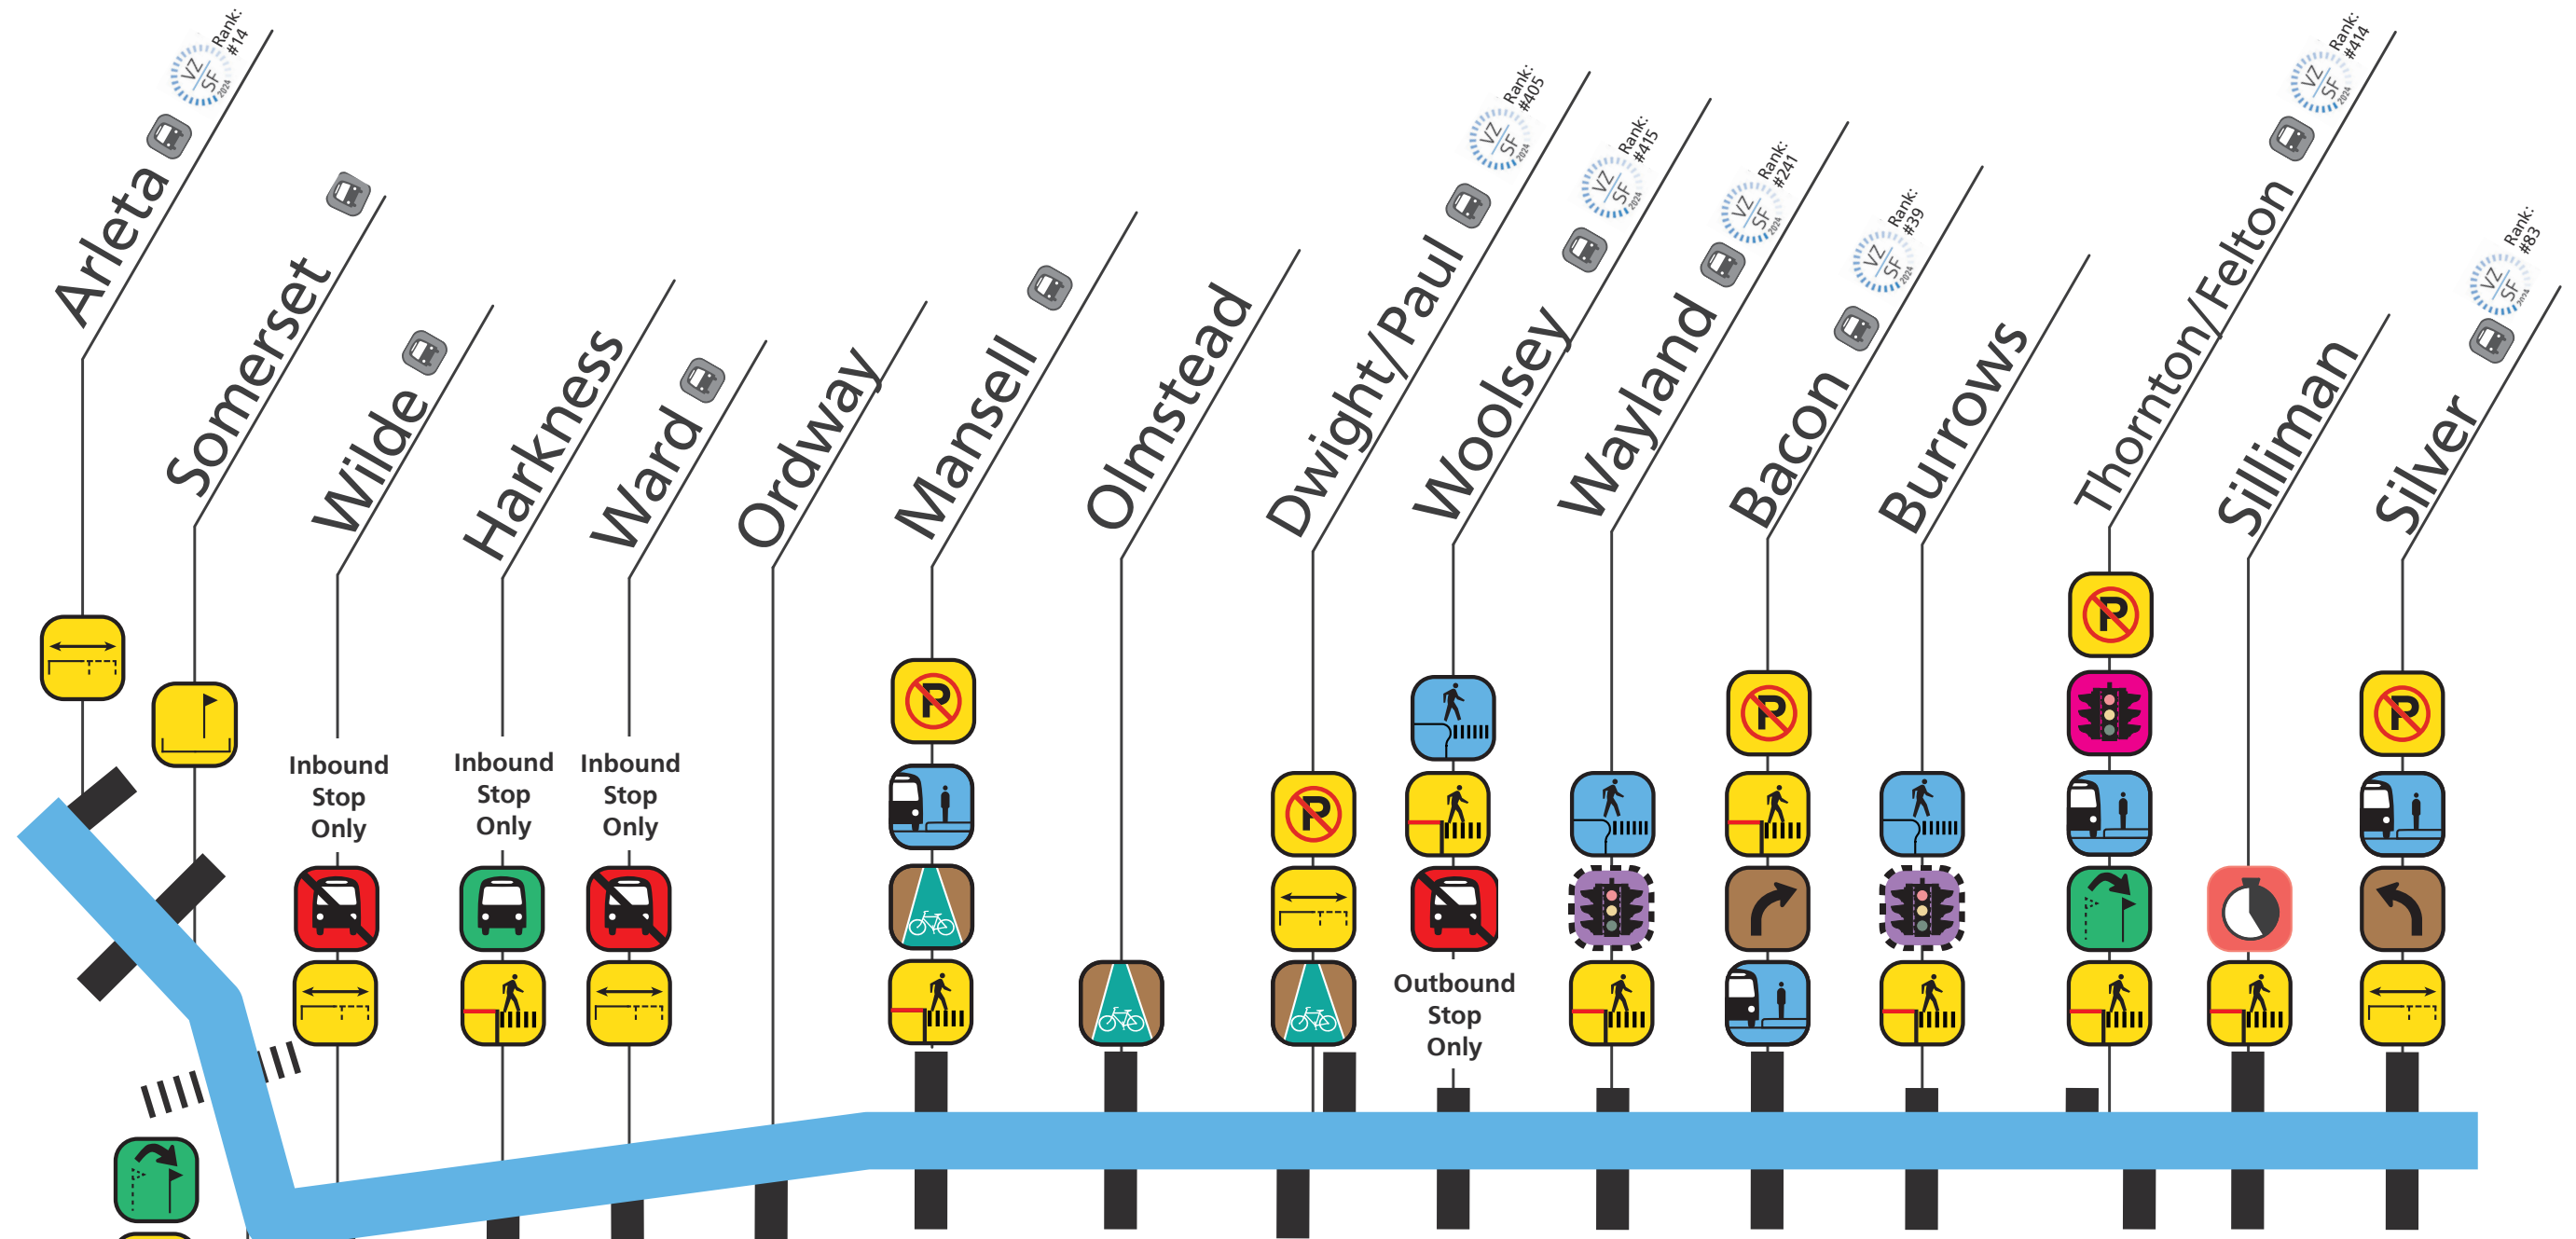 Arleta
VZ
SF
2024
Rank:
#14
Somerset
Wilde
Harkness
Ward
Ordway
Mansell
Olmstead
Dwight/Paul
VZ
SF
2024
Rank:
#405
Woolsey
VZ
SF
2024
Rank:
#415
Wayland
VZ
SF
2024
Rank:
#241
Bacon
VZ
SF
2024
Rank:
#39
Burrows
Thornton/Felton
VZ
SF
2024
Rank:
#414
Silliman
Silver
VZ
SF
2024
Rank:
#83
Inbound
Stop
Only
Inbound
Stop
Only
Inbound
Stop
Only
P
P
P
P
P
Outbound
Stop
Only